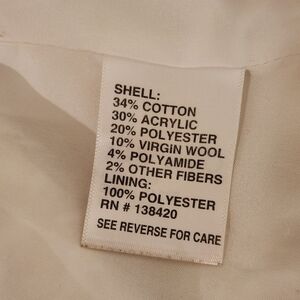 SHELL:
34% COTTON
30% ACRYLIC
20% POLYESTER
10% VIRGIN WOOL
4% POLYAMIDE
2% OTHER FIBERS
LINING:
100% POLYESTER
RN # 138420
SEE REVERSE FOR CARE